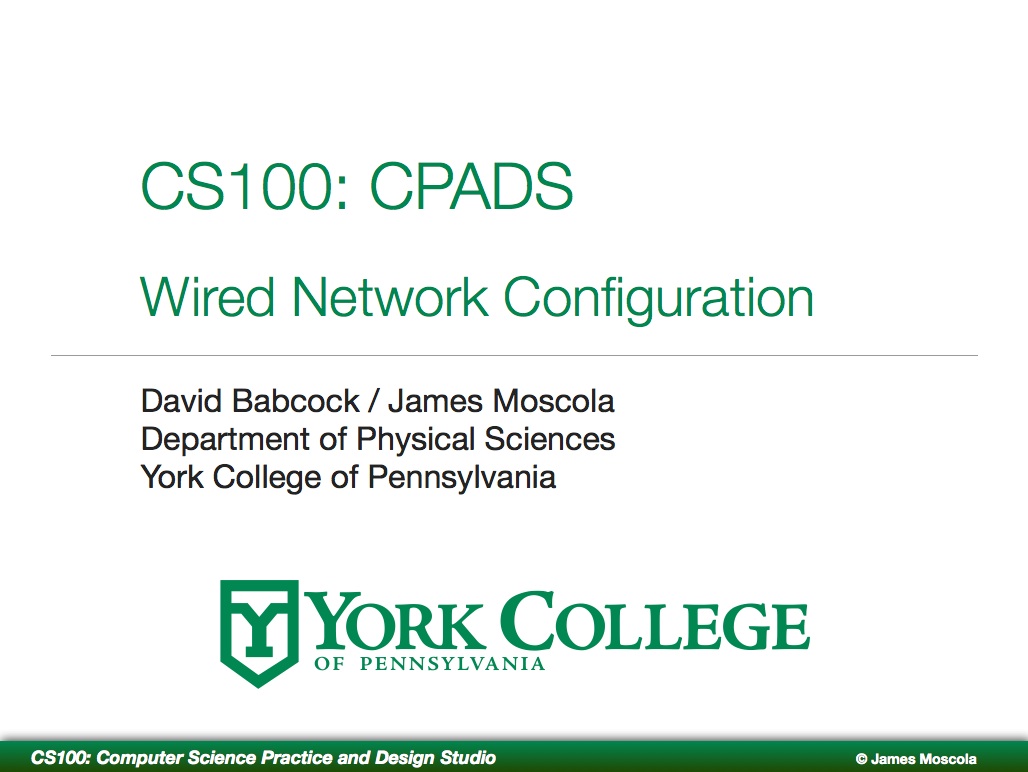 CS100: CPADS
Wired Network Configuration
David Babcock / James Moscola
Department of Physical Sciences
York College of Pennsylvania
Y YORK COLLEGE
OF PENNSYLVANIA
CS100: Computer Science Practice and Design Studio
© James Moscola